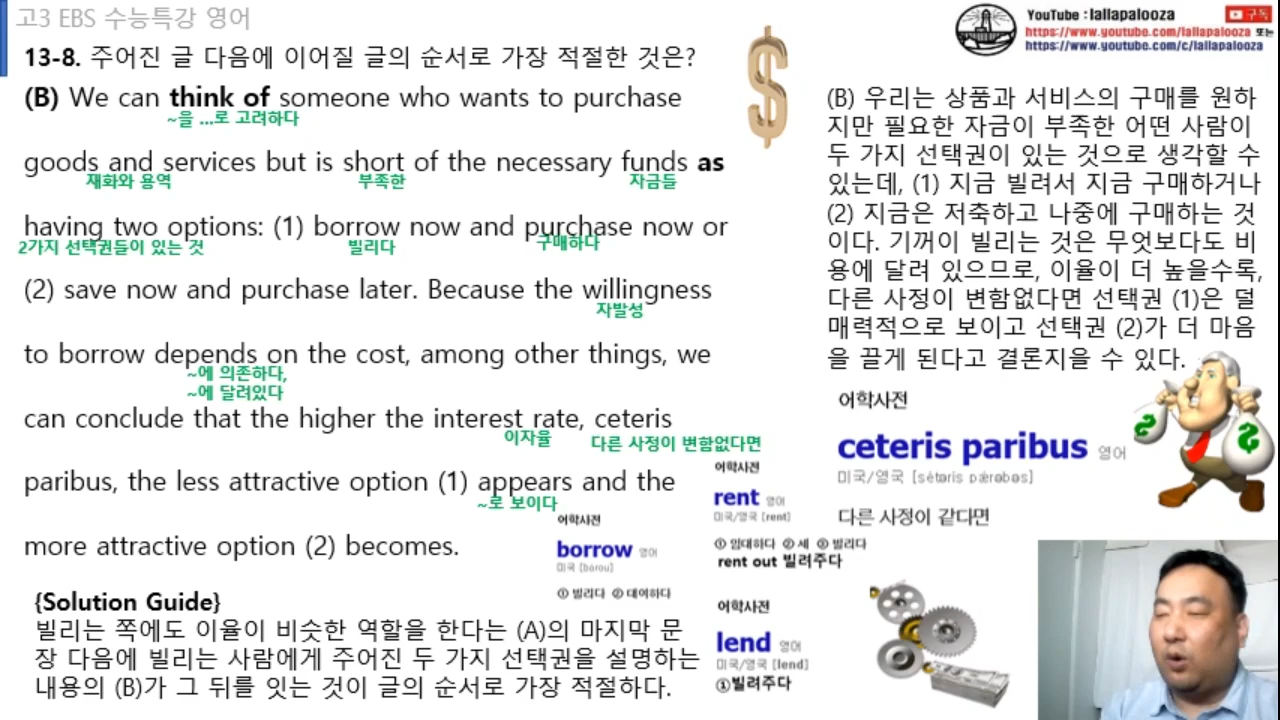 고3 EBS 수능특강 영어
YouTube : lallapalooza
구독
https://www.youtube.com/lallapalooza 또는
https://www.youtube.com/c/lallapalooza
13-8. 주어진 글 다음에 이어질 글의 순서로 가장 적절한 것은?
(B) We can think of someone who wants to purchase
~을 ...로 고려하다
goods and services but is short of the necessary funds as
재화와 용역 부족한 자금들
having two options: (1) borrow now and purchase now or
2가지 선택권들이 있는 것 빌리다 구매하다
(2) save now and purchase later. Because the willingness
자발성
to borrow depends on the cost, among other things, we
~에 의존하다,
~에 달려있다
can conclude that the higher the interest rate, ceteris
이자율 다른 사정이 변함없다면
paribus, the less attractive option (1) appears and the
~로 보이다
more attractive option (2) becomes.
{Solution Guide}
빌리는 쪽에도 이율이 비슷한 역할을 한다는 (A)의 마지막 문
장 다음에 빌리는 사람에게 주어진 두 가지 선택권을 설명하는
내용의 (B)가 그 뒤를 잇는 것이 글의 순서로 가장 적절하다.
어학사전
borrow 영어
미국 [bɑroʊ]
① 빌리다 ② 대여하다
어학사전
rent 영어
미국/영국 [rent]
① 임대하다 ② 세 ③ 빌리다
rent out 빌려주다
어학사전
lend 영어
미국/영국 [lend]
①빌려주다
(B) 우리는 상품과 서비스의 구매를 원하
지만 필요한 자금이 부족한 어떤 사람이
두 가지 선택권이 있는 것으로 생각할 수
있는데, (1) 지금 빌려서 지금 구매하거나
(2) 지금은 저축하고 나중에 구매하는 것
이다. 기꺼이 빌리는 것은 무엇보다도 비
용에 달려 있으므로, 이율이 더 높을수록,
다른 사정이 변함없다면 선택권 (1)은 덜
매력적으로 보이고 선택권 (2)가 더 마음
을 끌게 된다고 결론지을 수 있다.
어학사전
ceteris paribus 영어
미국/영국 [sétəris pǽrəbəs]
다른 사정이 같다면